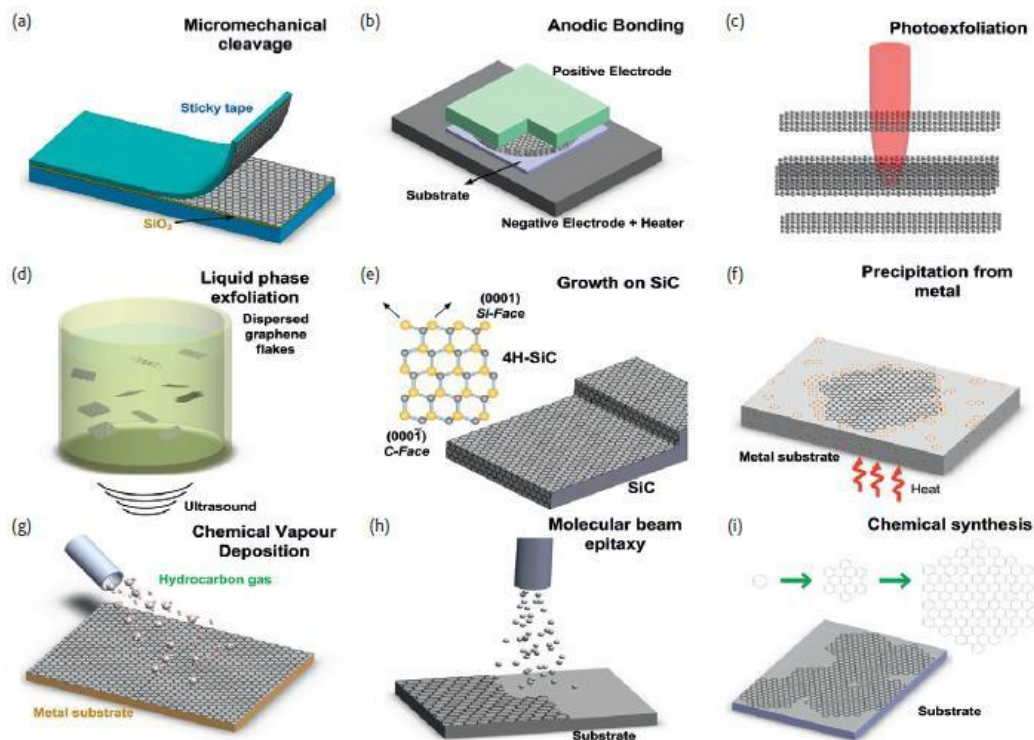 (a)
Micromechanical
cleavage
Sticky tape
SiO₂
(b)
Anodic Bonding
Positive Electrode
Substrate
Negative Electrode + Heater
(c)
Photoexfoliation
(d)
Liquid phase
exfoliation
Dispersed
graphene
flakes
Ultrasound
(e)
Growth on SiC
(0001)
Si-Face
4H-SiC
(0001̄)
C-Face
SiC
(f)
Precipitation from
metal
Metal substrate
Heat
(g)
Chemical Vapour
Deposition
Hydrocarbon gas
Metal substrate
(h)
Molecular beam
epitaxy
Substrate
(i)
Chemical synthesis
Substrate